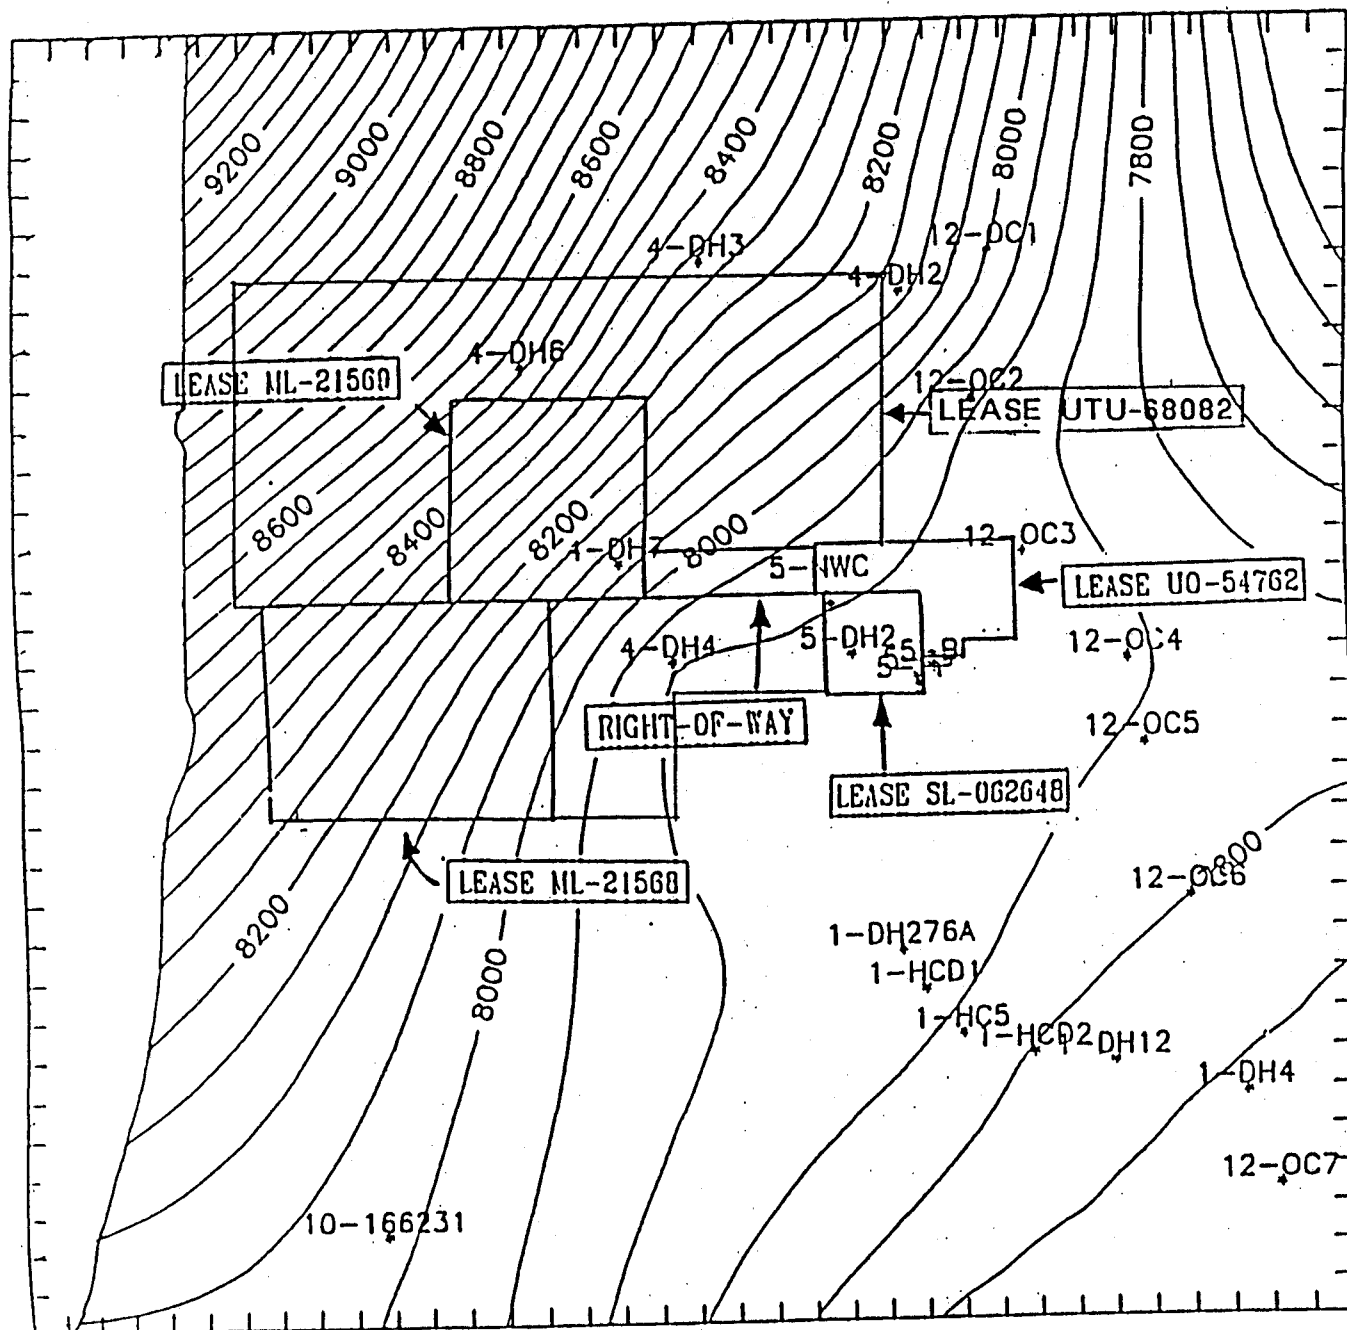 9200
9000
8800
8600
8400
8200
8000
7800
4-DH3
12-OC1
4-DH2
4-DH6
LEASE ML-21560
12-OC2
LEASE UTU-68082
8600
8400
8200
8000
1-DH7
12-OC3
5-NWC
LEASE UO-54762
4-DH4
5-DH2
12-OC4
RIGHT-OF-WAY
12-OC5
LEASE SL-062648
LEASE ML-21568
12-OC6
8200
1-DH276A
1-HCD1
8000
1-HC5
1-HCD2
DH12
1-DH4
12-OC7
10-166231